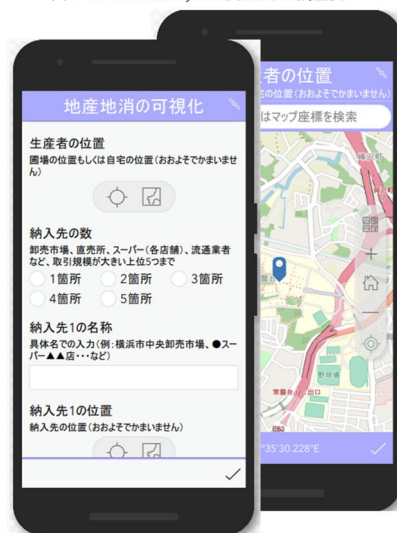 地産地消の可視化
生産者の位置
圃場の位置もしくは自宅の位置(おおよそでかまいませ
ん)
納入先の数
卸売市場、直売所、スーパー(各店舗)、流通業者
など、取引規模が大きい上位5つまで
1箇所 2箇所 3箇所
4箇所 5箇所
納入先1の名称
具体名での入力(例:横浜市中央卸売市場、●スー
パー▲▲店・・・など)
納入先1の位置
納入先の位置(おおよそでかまいません)
者の位置
の位置(おおよそでかまいません)
はマップ座標を検索
野球場
出口
°35'30.228"E